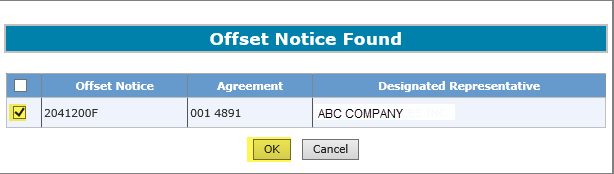 Offset Notice Found
Offset Notice Agreement Designated Representative
2041200F 001 4891 ABC COMPANY
OK Cancel